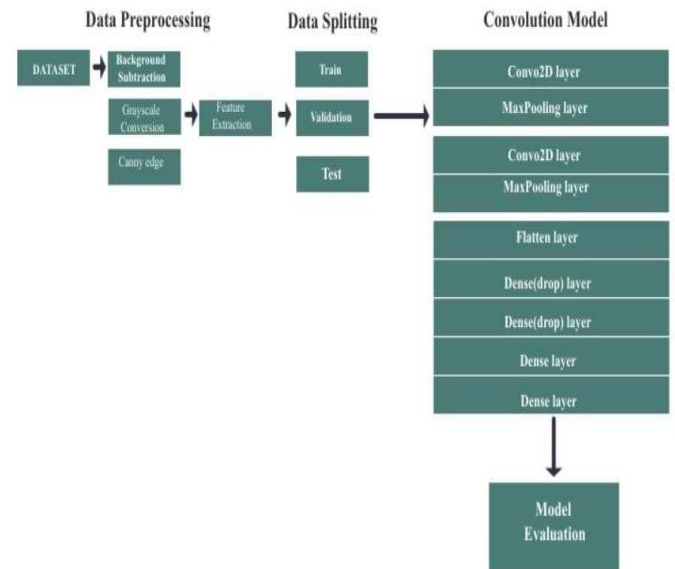 Data Preprocessing
Data Splitting
Convolution Model
DATASET
Background
Subtraction
Grayscale
Conversion
Canny edge
Feature
Extraction
Train
Validation
Test
Convo2D layer
MaxPooling layer
Convo2D layer
MaxPooling layer
Flatten layer
Dense(drop) layer
Dense(drop) layer
Dense layer
Dense layer
Model
Evaluation